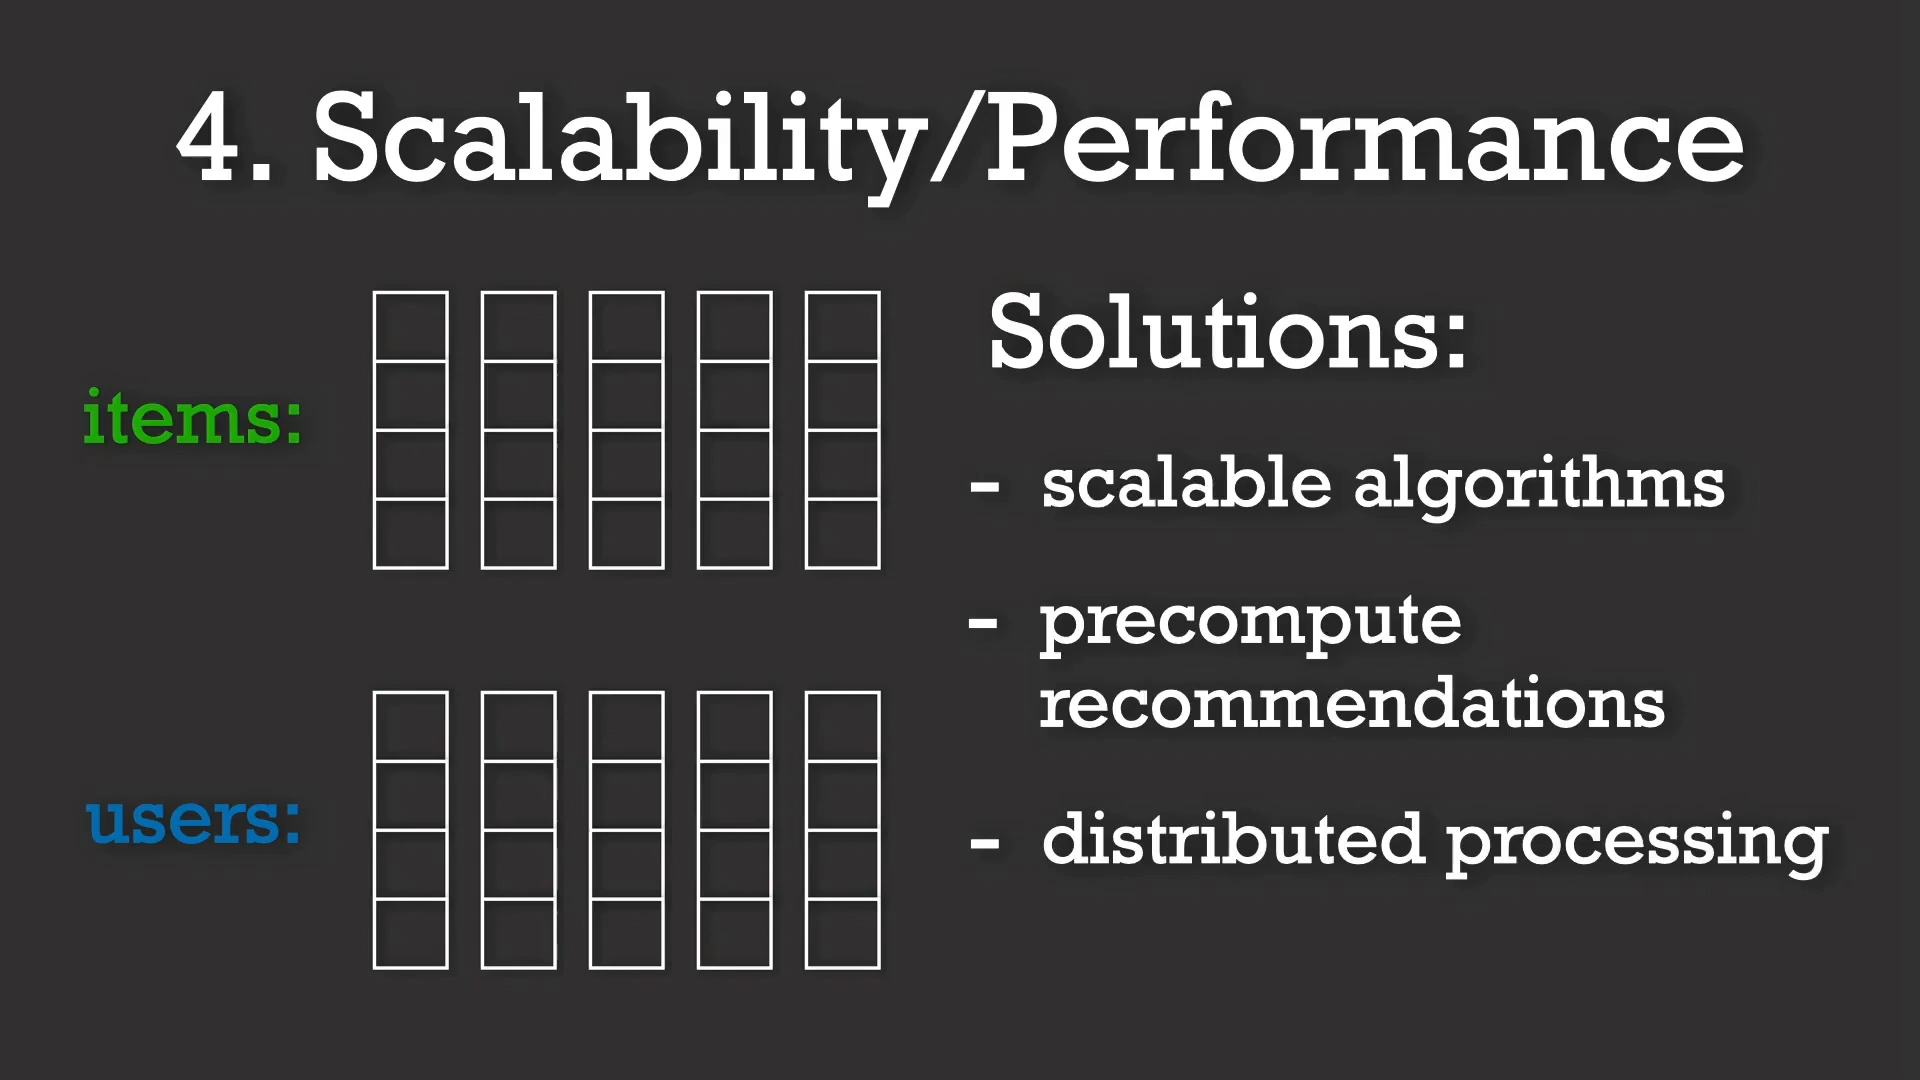 4. Scalability/Performance
items:
users:
Solutions:
- scalable algorithms
- precompute
recommendations
- distributed processing